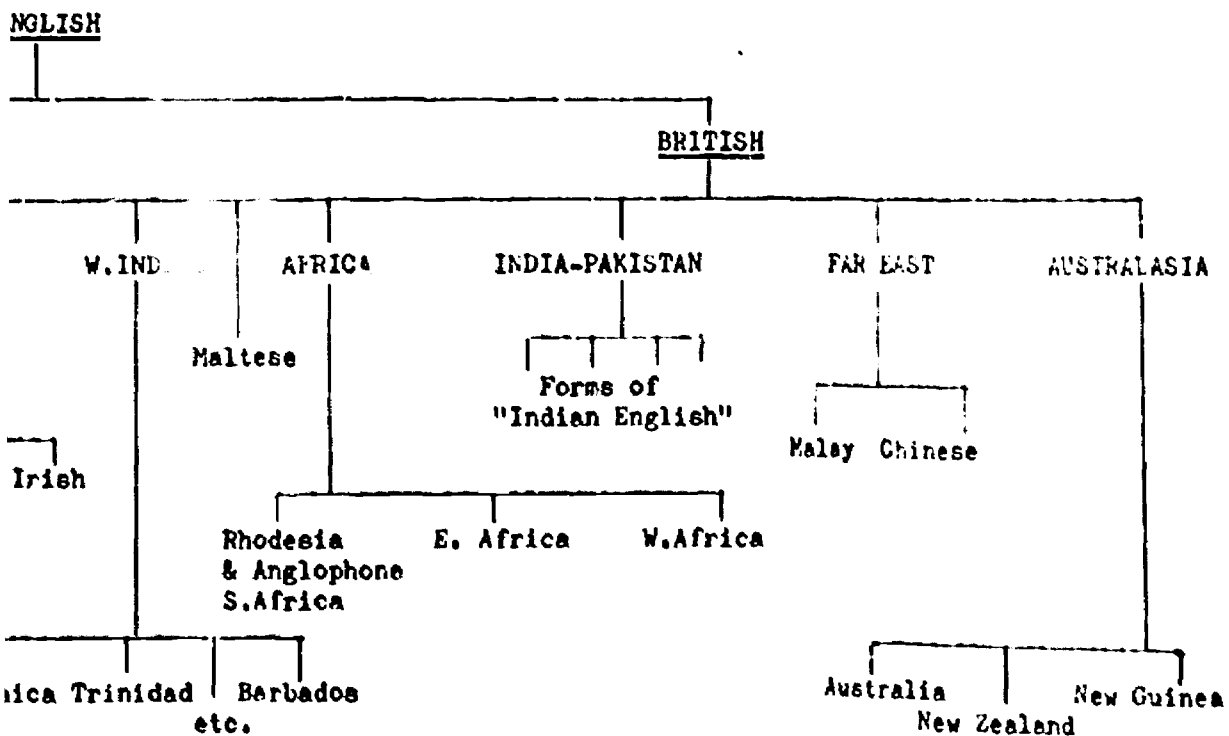 NGLISH
BRITISH
W.IND. AFRICA INDIA-PAKISTAN FAR EAST AUSTRALASIA
Maltese
Forms of
"Indian English"
Malay Chinese
Irish
Rhodesia
& Anglophone
S.Africa
E. Africa
W.Africa
aica Trinidad Barbados
etc.
Australia New Guinea
New Zealand